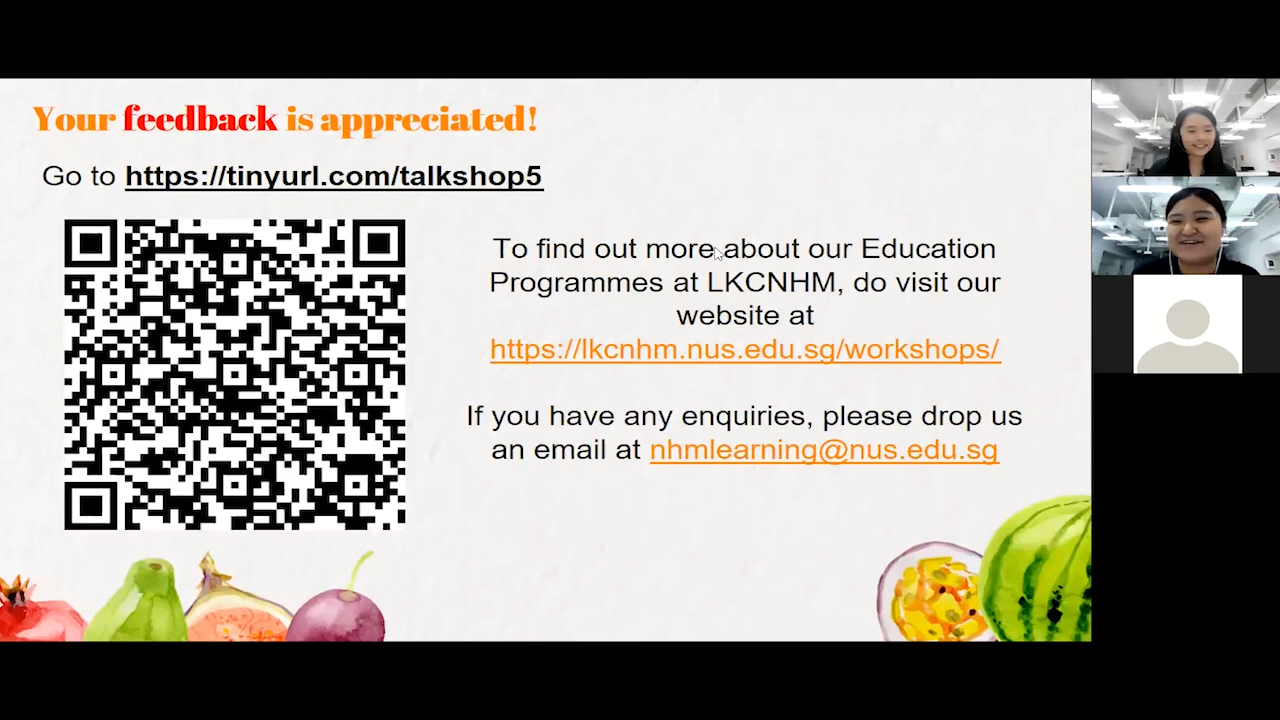 Your feedback is appreciated!
Go to https://tinyurl.com/talkshop5
To find out more about our Education
Programmes at LKCNHM, do visit our
website at
https://lkcnhm.nus.edu.sg/workshops/
If you have any enquiries, please drop us
an email at nhmlearning@nus.edu.sg